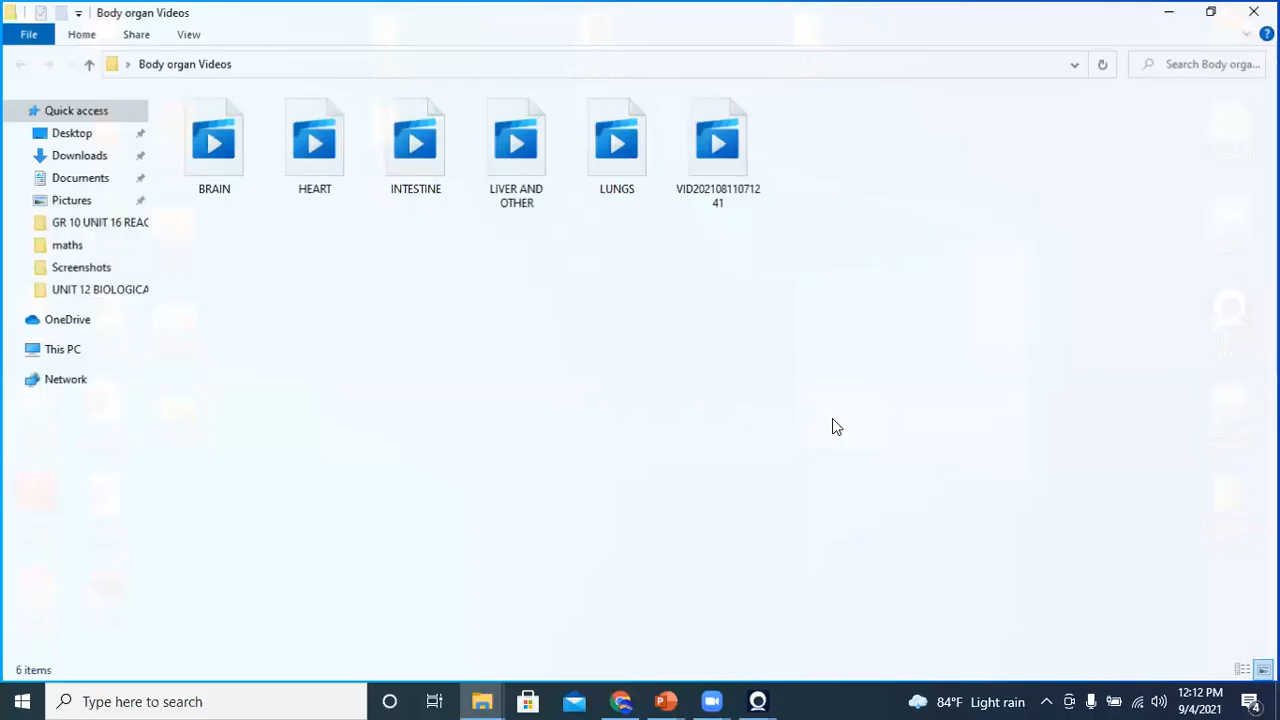 Body organ Videos
File
Home
Share
View
Body organ Videos
Search Body orga...
Quick access
Desktop
Downloads
Documents
Pictures
GR 10 UNIT 16 REAC
maths
Screenshots
UNIT 12 BIOLOGICA
OneDrive
This PC
Network
BRAIN
HEART
INTESTINE
LIVER AND
OTHER
LUNGS
VID202108110712
41
6 items
Type here to search
84°F Light rain
12:12 PM
9/4/2021
4